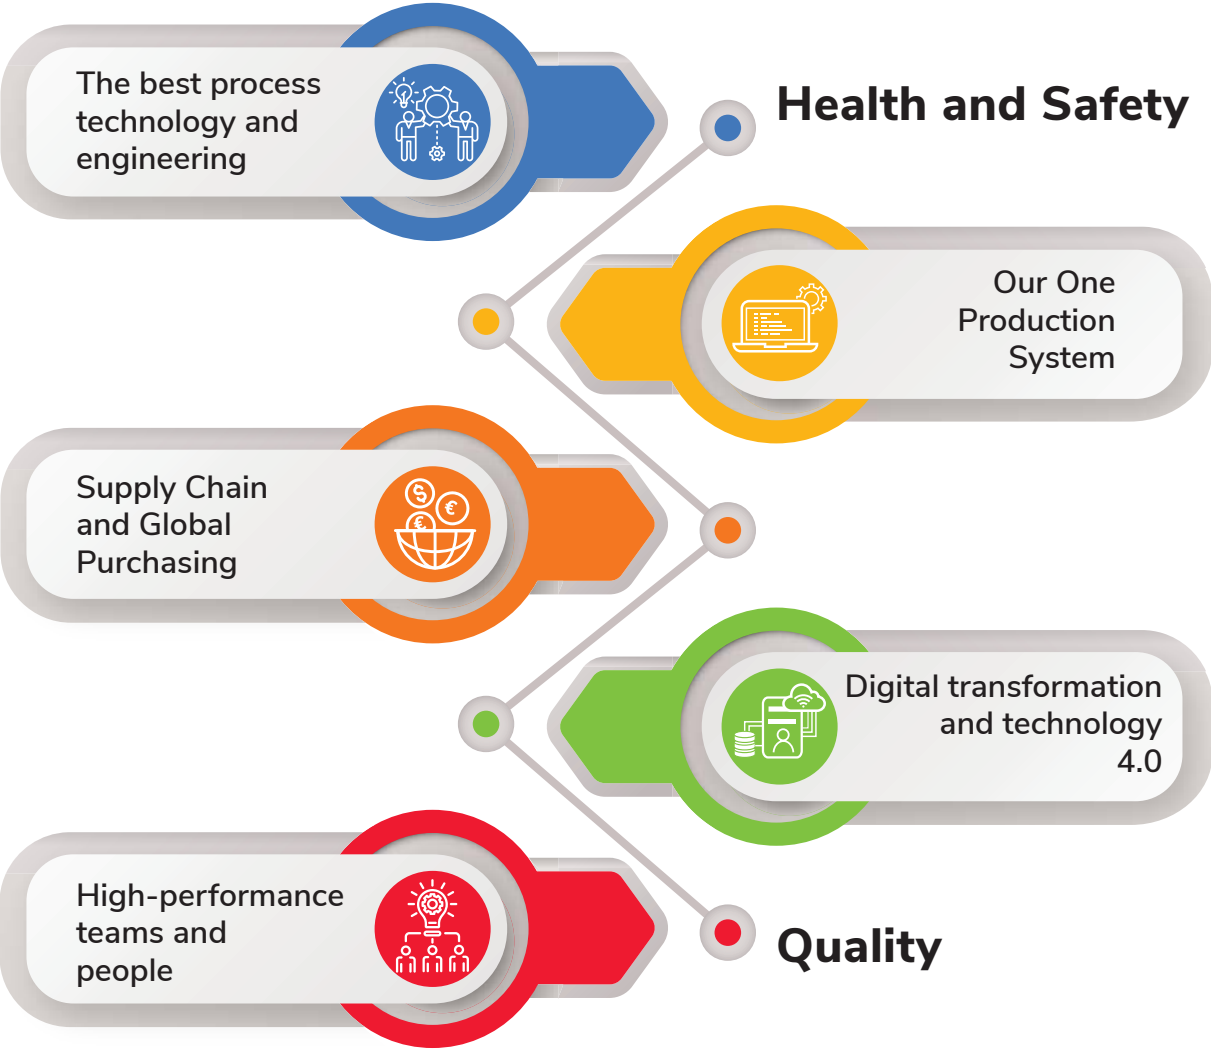 The best process
technology and
engineering
Health and Safety
Our One
Production
System
Supply Chain
and Global
Purchasing
Digital transformation
and technology
4.0
High-performance
teams and
people
Quality